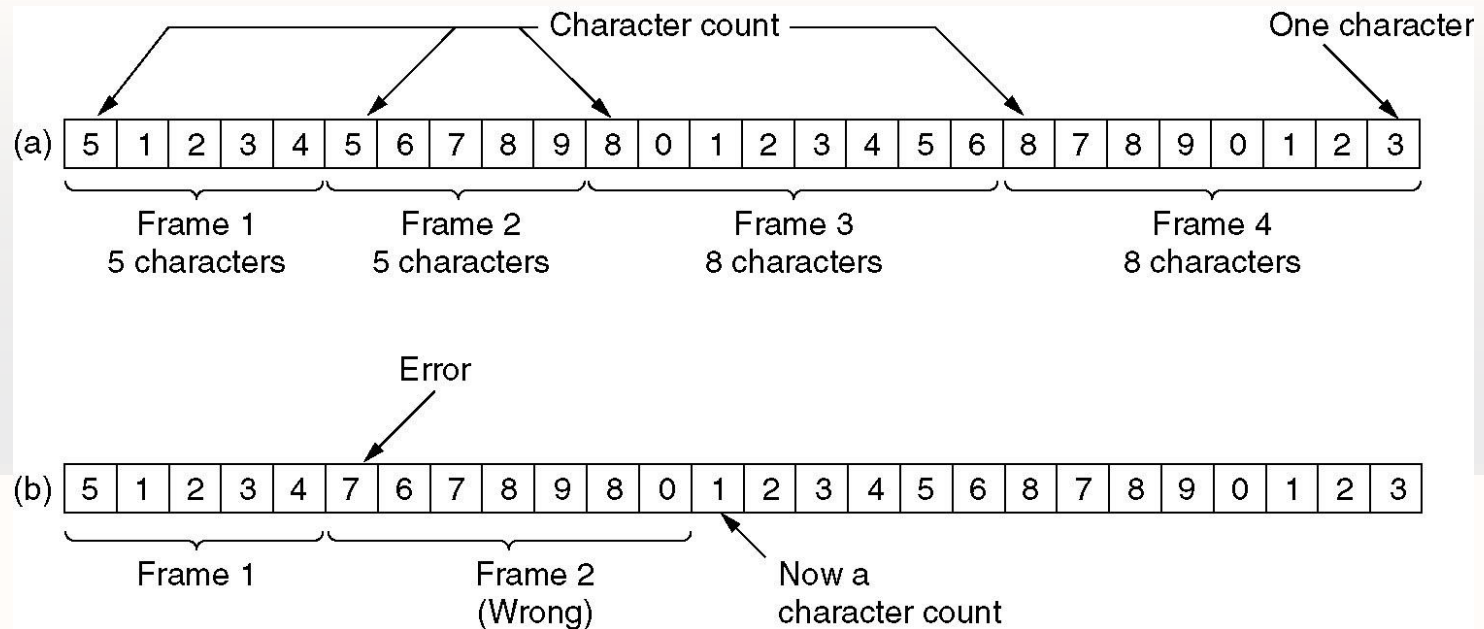 Character count One character
(a) 5 1 2 3 4 5 6 7 8 9 8 0 1 2 3 4 5 6 8 7 8 9 0 1 2 3
Frame 1 Frame 2 Frame 3 Frame 4
5 characters 5 characters 8 characters 8 characters
Error
(b) 5 1 2 3 4 7 6 7 8 9 8 0 1 2 3 4 5 6 8 7 8 9 0 1 2 3
Frame 1 Frame 2 Now a
(Wrong) character count